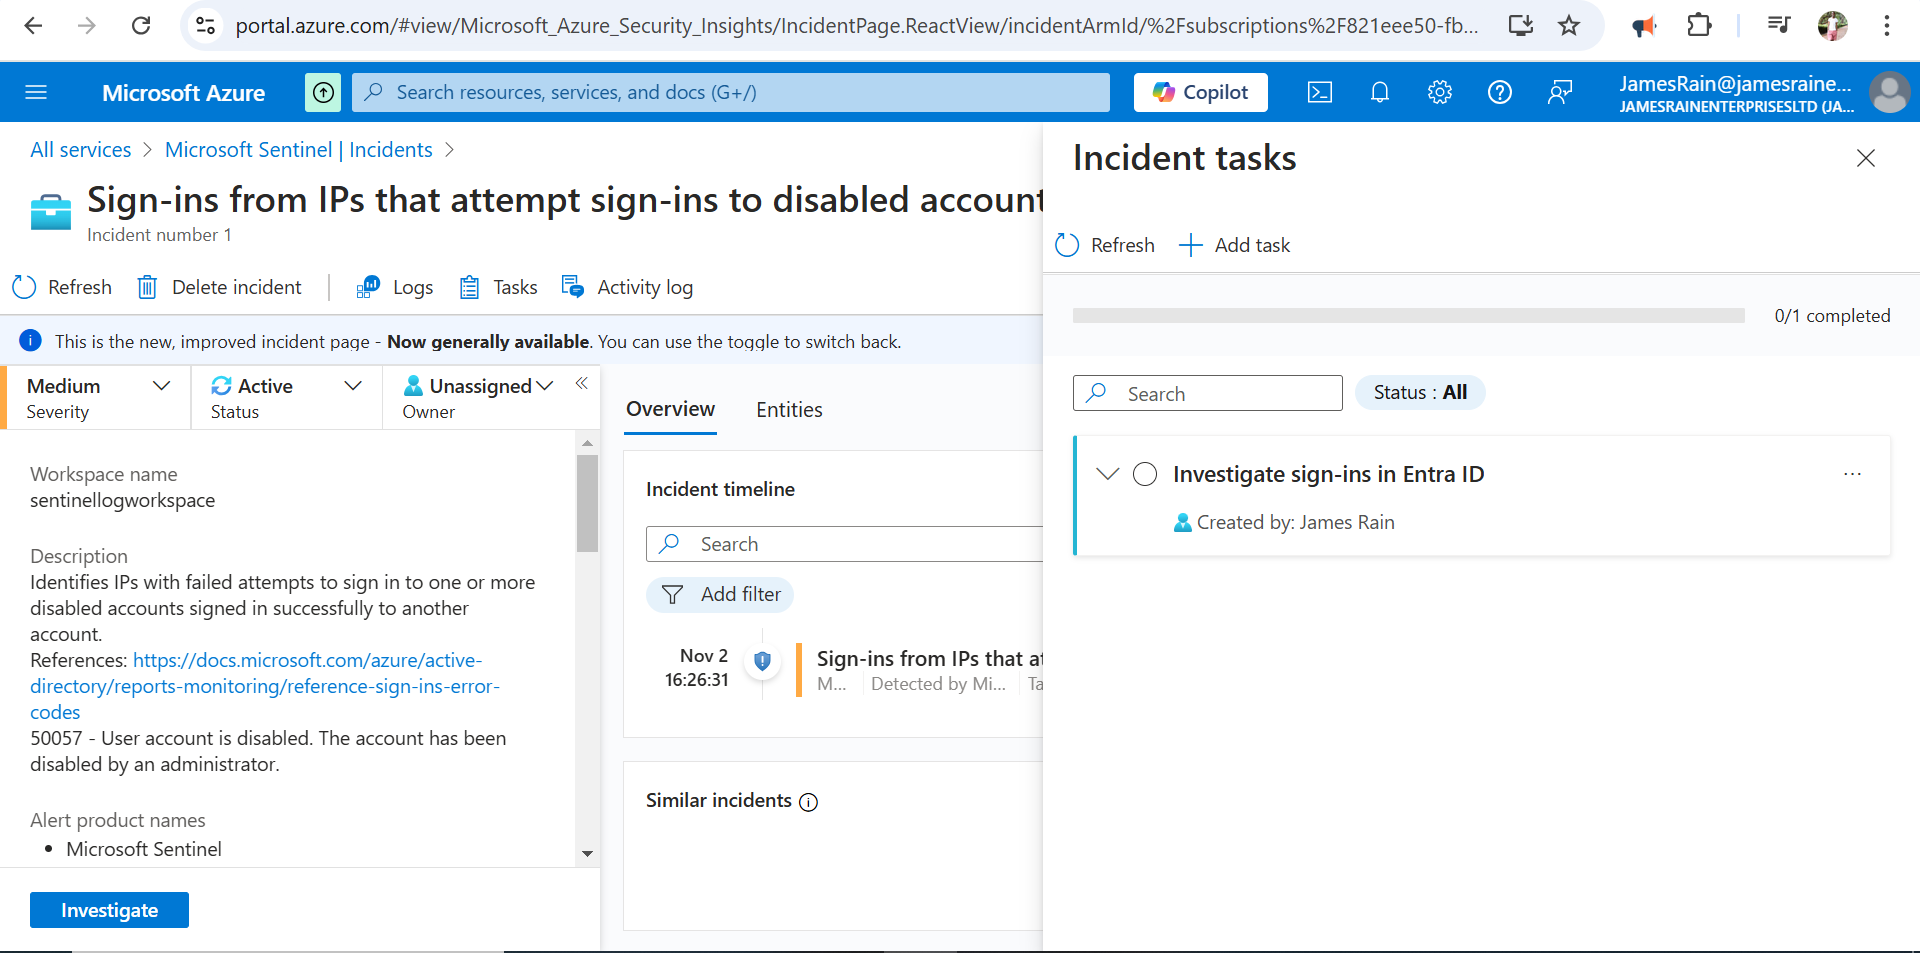 portal.azure.com/#view/Microsoft_Azure_Security_Insights/IncidentPage.ReactView/incidentArmId/%2Fsubscriptions%2F821eee50-fb...
Microsoft Azure
Search resources, services, and docs (G+/)
Copilot
JamesRain@jamesraine...
JAMESRAINENTERPRISESLTD (JA...
All services > Microsoft Sentinel | Incidents >
Sign-ins from IPs that attempt sign-ins to disabled account
Incident number 1
Refresh
Delete incident
Logs
Tasks
Activity log
This is the new, improved incident page - Now generally available. You can use the toggle to switch back.
Medium
Severity
Active
Status
Unassigned
Owner
Workspace name
sentinellogworkspace
Description
Identifies IPs with failed attempts to sign in to one or more
disabled accounts signed in successfully to another
account.
References: https://docs.microsoft.com/azure/active-
directory/reports-monitoring/reference-sign-ins-error-
codes
50057 - User account is disabled. The account has been
disabled by an administrator.
Alert product names
• Microsoft Sentinel
Investigate
Overview
Entities
Incident timeline
Search
Add filter
Nov 2
16:26:31
Sign-ins from IPs that at
M...
Detected by Mi...
Ta
Similar incidents
Incident tasks
Refresh
Add task
0/1 completed
Search
Status : All
Investigate sign-ins in Entra ID
Created by: James Rain